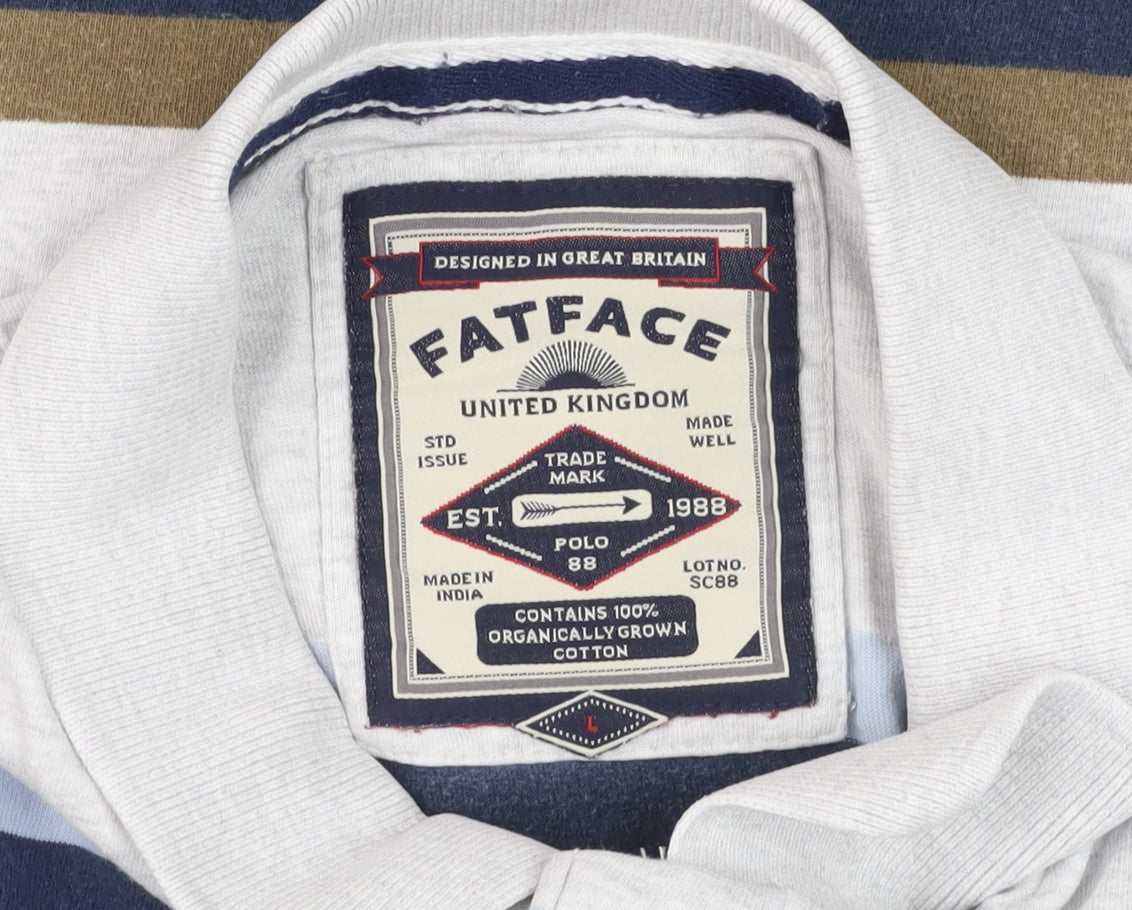 DESIGNED IN GREAT BRITAIN
FATFACE
UNITED KINGDOM
STD
ISSUE
MADE
WELL
TRADE
MARK
EST.
1988
POLO
88
MADE IN
INDIA
LOT NO.
SC88
CONTAINS 100%
ORGANICALLY GROWN
COTTON
L